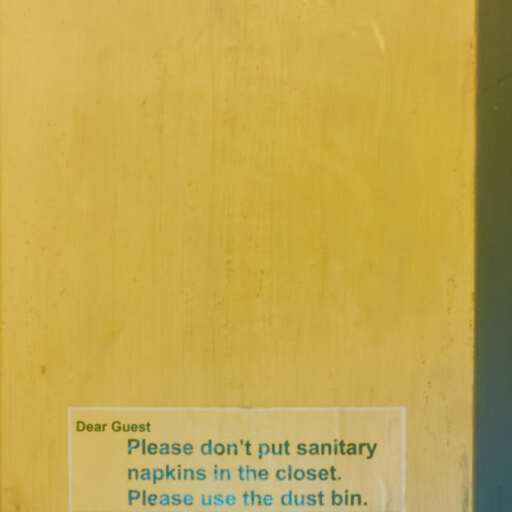 Dear Guest
Please don't put sanitary
napkins in the closet.
Please use the dust bin.